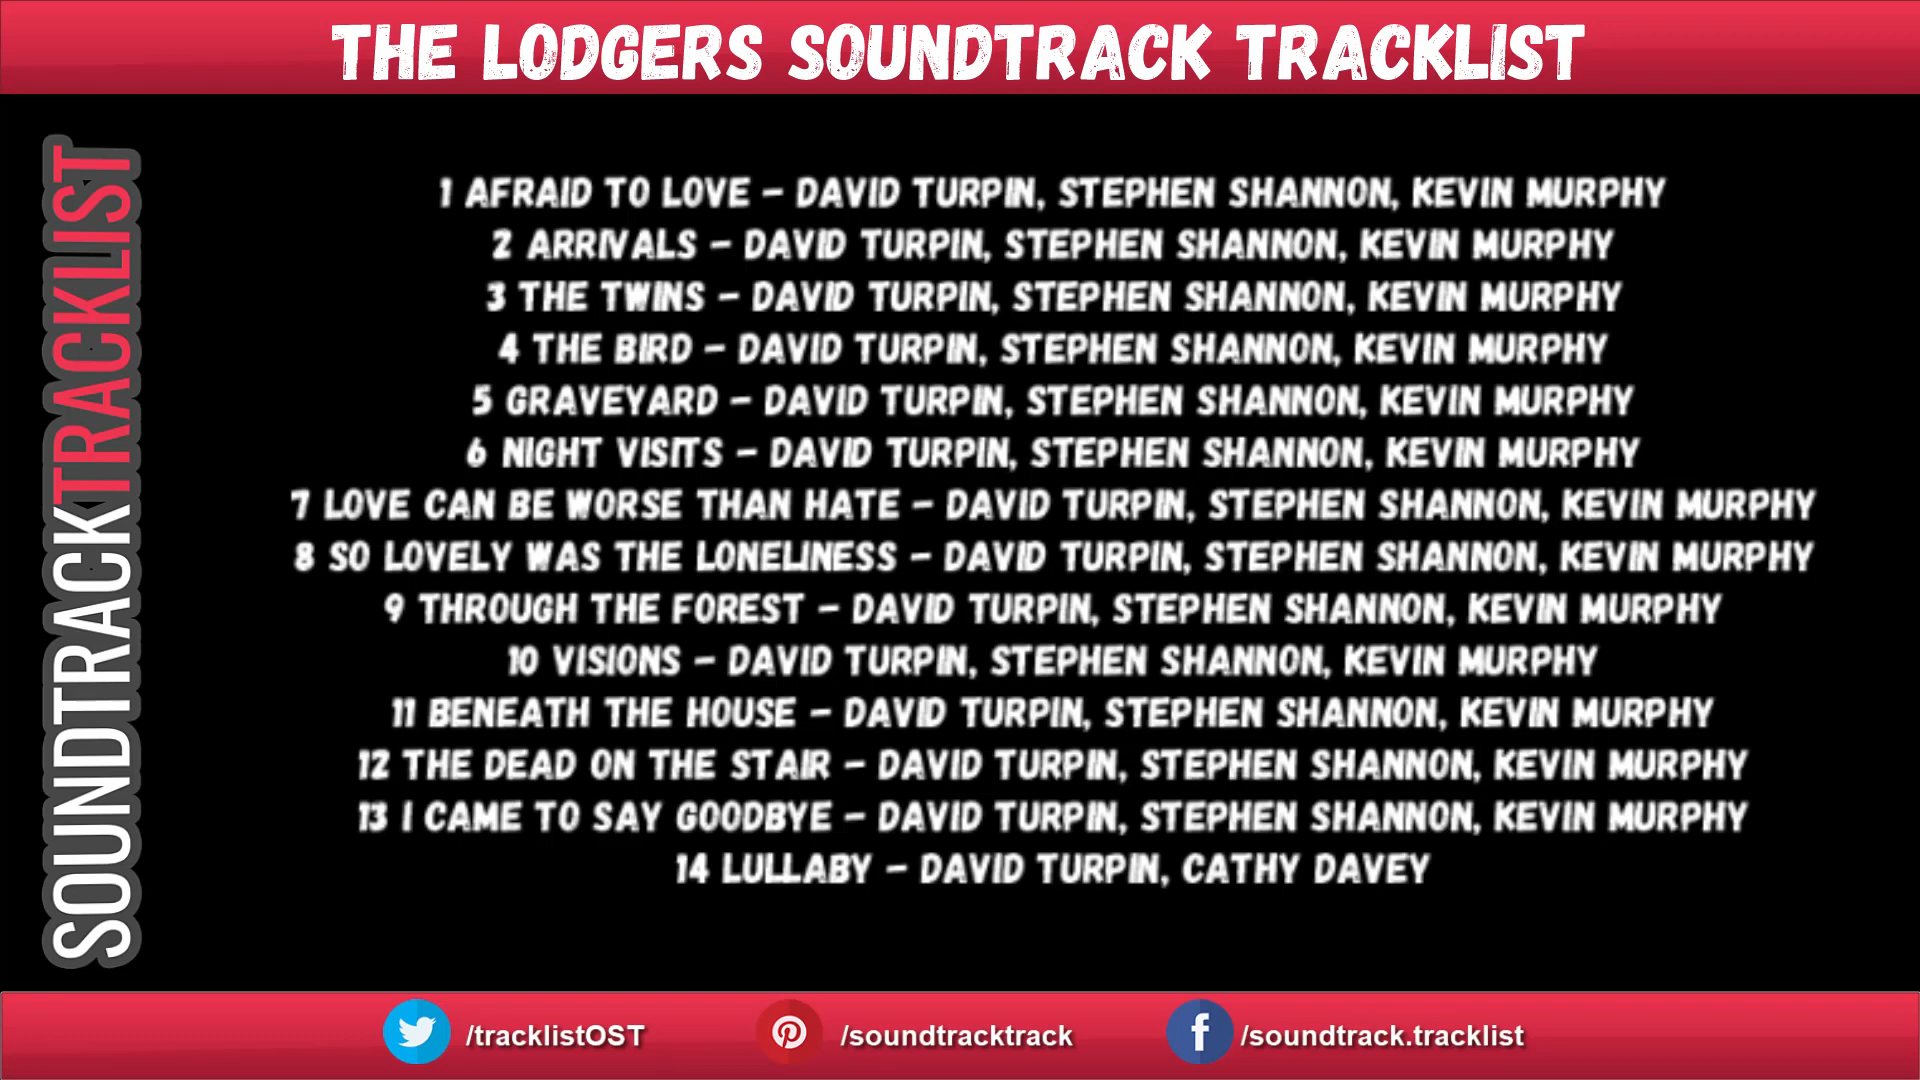 THE LODGERS SOUNDTRACK TRACKLIST
SOUNDTRACKTRACKLIST
1 AFRAID TO LOVE – DAVID TURPIN, STEPHEN SHANNON, KEVIN MURPHY
2 ARRIVALS – DAVID TURPIN, STEPHEN SHANNON, KEVIN MURPHY
3 THE TWINS – DAVID TURPIN, STEPHEN SHANNON, KEVIN MURPHY
4 THE BIRD – DAVID TURPIN, STEPHEN SHANNON, KEVIN MURPHY
5 GRAVEYARD – DAVID TURPIN, STEPHEN SHANNON, KEVIN MURPHY
6 NIGHT VISITS – DAVID TURPIN, STEPHEN SHANNON, KEVIN MURPHY
7 LOVE CAN BE WORSE THAN HATE – DAVID TURPIN, STEPHEN SHANNON, KEVIN MURPHY
8 SO LOVELY WAS THE LONELINESS – DAVID TURPIN, STEPHEN SHANNON, KEVIN MURPHY
9 THROUGH THE FOREST – DAVID TURPIN, STEPHEN SHANNON, KEVIN MURPHY
10 VISIONS – DAVID TURPIN, STEPHEN SHANNON, KEVIN MURPHY
11 BENEATH THE HOUSE – DAVID TURPIN, STEPHEN SHANNON, KEVIN MURPHY
12 THE DEAD ON THE STAIR – DAVID TURPIN, STEPHEN SHANNON, KEVIN MURPHY
13 I CAME TO SAY GOODBYE – DAVID TURPIN, STEPHEN SHANNON, KEVIN MURPHY
14 LULLABY – DAVID TURPIN, CATHY DAVEY
/tracklistOST
/soundtracktrack
/soundtrack.tracklist